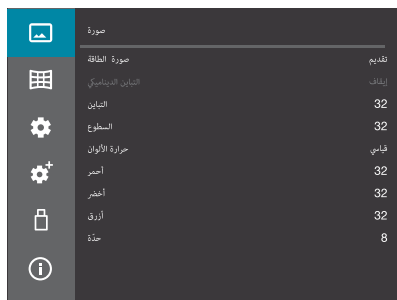 صورة
صورة الطاقة تقديم
التباين الديناميكي إيقاف
التباين 32
السطوع 32
حرارة الألوان قياسي
أحمر 32
أخضر 32
أزرق 32
حدّة 8